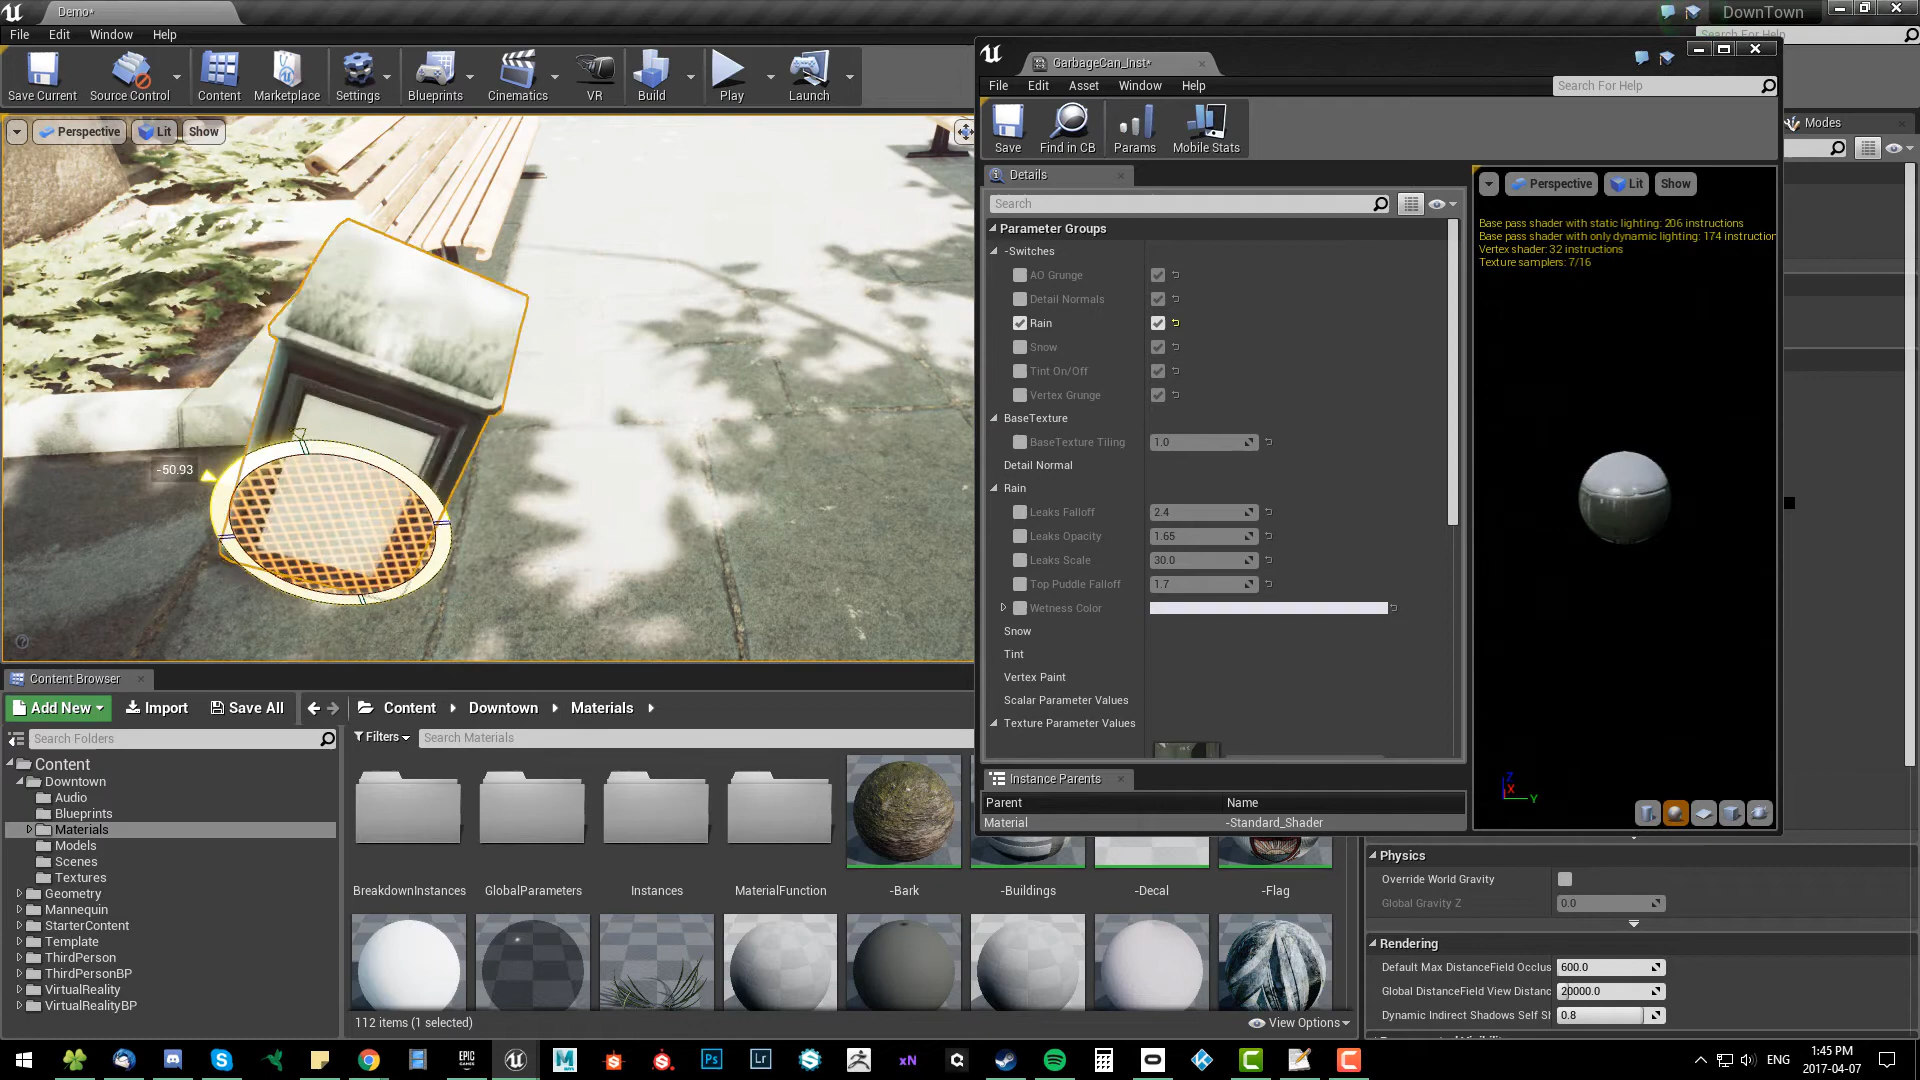 Demo*
DownTown
File Edit Window Help
Search For Help
Save Current
Source Control
Content
Marketplace
Settings
Blueprints
Cinematics
VR
Build
Play
Launch
Perspective
Lit
Show
-50.93
GarbageCan_Inst*
File Edit Asset Window Help
Search For Help
Save
Find in CB
Params
Mobile Stats
Modes
Details
Search
Parameter Groups
-Switches
AO Grunge
Detail Normals
Rain
Snow
Tint On/Off
Vertex Grunge
BaseTexture
BaseTexture Tiling 1.0
Detail Normal
Rain
Leaks Falloff 2.4
Leaks Opacity 1.65
Leaks Scale 30.0
Top Puddle Falloff 1.7
Wetness Color
Snow
Tint
Vertex Paint
Scalar Parameter Values
Texture Parameter Values
Instance Parents
Parent Name
Material -Standard_Shader
Perspective
Lit
Show
Base pass shader with static lighting: 206 instructions
Base pass shader with only dynamic lighting: 174 instruction
Vertex shader: 32 instructions
Texture samplers: 7/16
Z
X
Y
Content Browser
Add New
Import
Save All
Content Downtown Materials
Search Folders
Filters
Search Materials
Content
Downtown
Audio
Blueprints
Materials
Models
Scenes
Textures
Geometry
Mannequin
StarterContent
Template
ThirdPerson
ThirdPersonBP
VirtualReality
VirtualRealityBP
BreakdownInstances
GlobalParameters
Instances
MaterialFunction
-Bark
-Buildings
-Decal
-Flag
112 items (1 selected)
View Options
Physics
Override World Gravity
Global Gravity Z 0.0
Rendering
Default Max DistanceField Occlus 600.0
Global DistanceField View Distanc 20000.0
Dynamic Indirect Shadows Self Sh 0.8
EPIC GAMES
Ps
Lr
xN
ENG
1:45 PM
2017-04-07